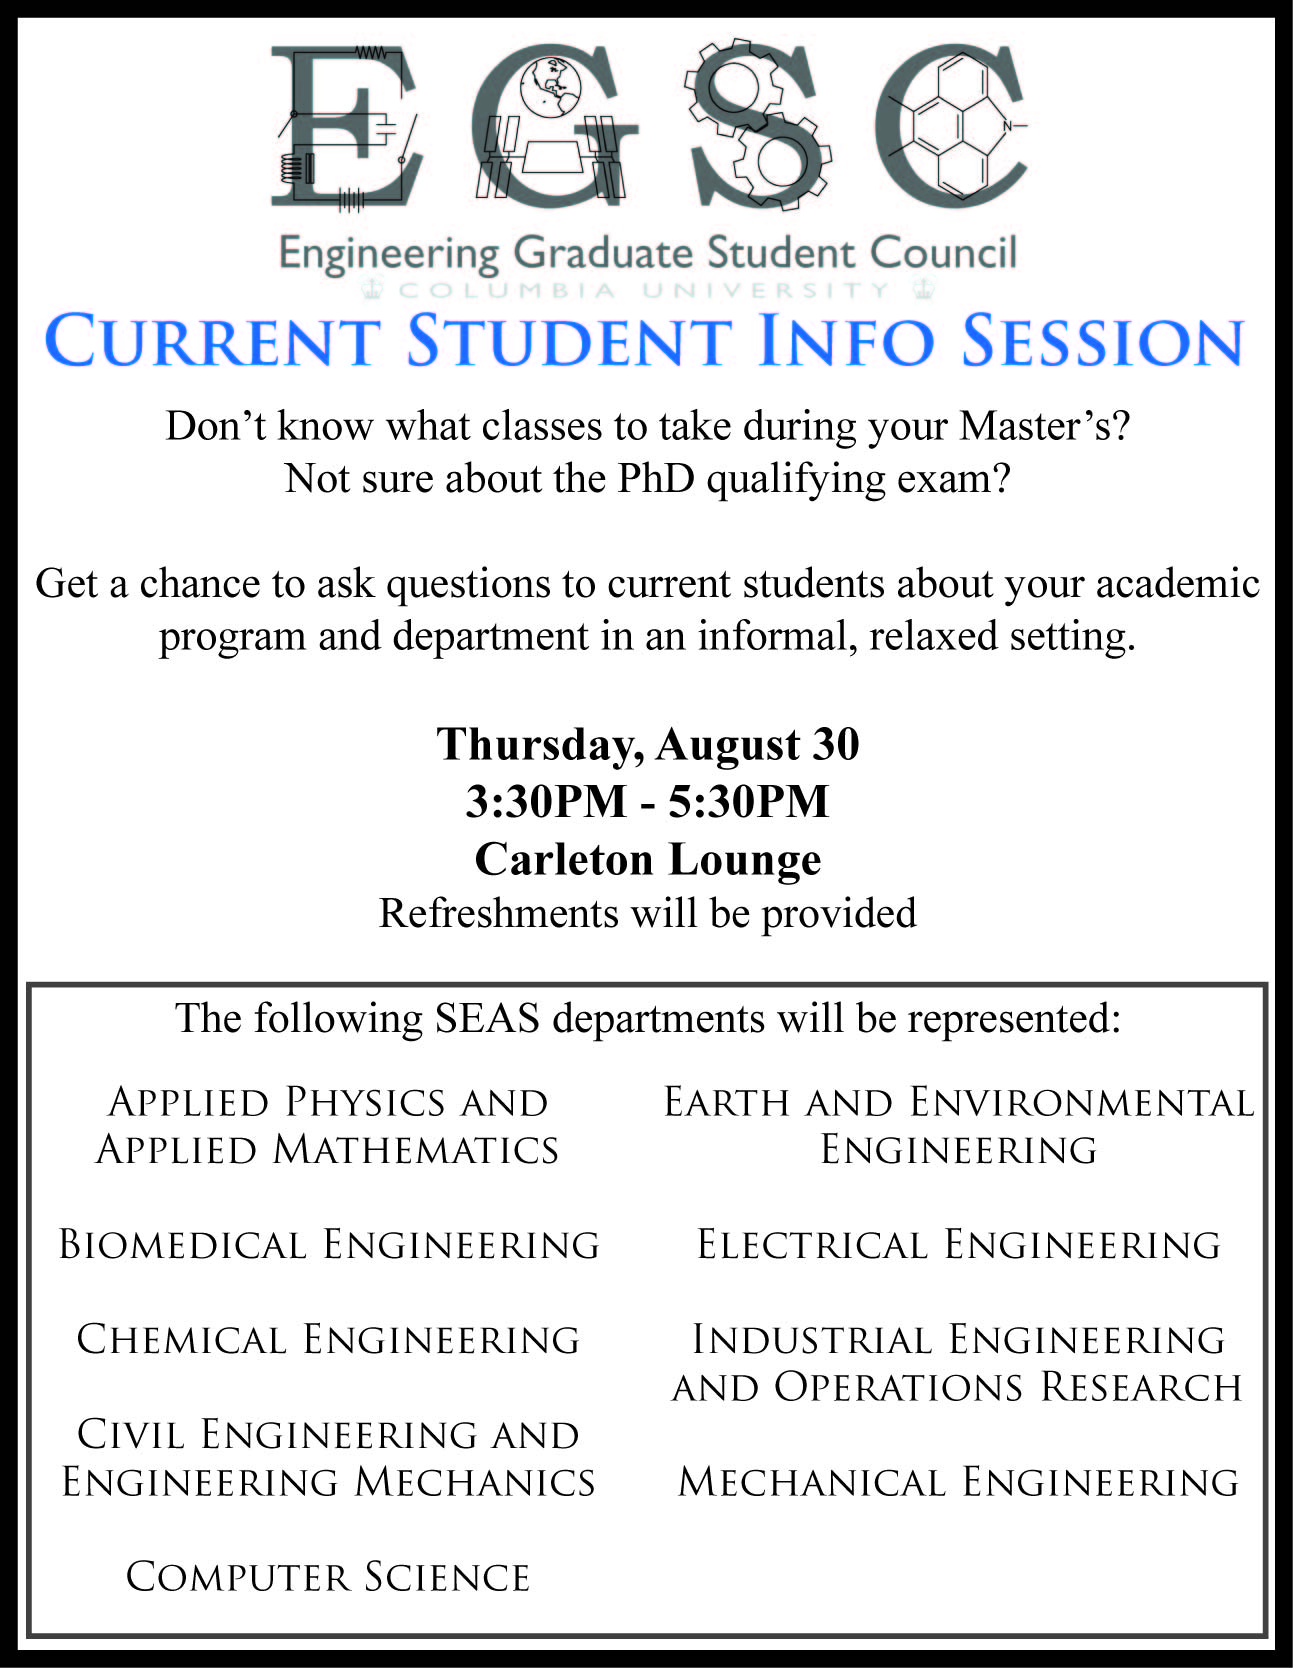 EGSC
N
Engineering Graduate Student Council
COLUMBIA UNIVERSITY
CURRENT STUDENT INFO SESSION
Don’t know what classes to take during your Master’s?
Not sure about the PhD qualifying exam?
Get a chance to ask questions to current students about your academic
program and department in an informal, relaxed setting.
Thursday, August 30
3:30PM - 5:30PM
Carleton Lounge
Refreshments will be provided
The following SEAS departments will be represented:
APPLIED PHYSICS AND
APPLIED MATHEMATICS
BIOMEDICAL ENGINEERING
CHEMICAL ENGINEERING
CIVIL ENGINEERING AND
ENGINEERING MECHANICS
COMPUTER SCIENCE
EARTH AND ENVIRONMENTAL
ENGINEERING
ELECTRICAL ENGINEERING
INDUSTRIAL ENGINEERING
AND OPERATIONS RESEARCH
MECHANICAL ENGINEERING